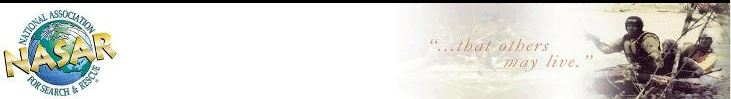 NATIONAL ASSOCIATION
NASAR
FOR SEARCH & RESCUE
"...that others
may live."